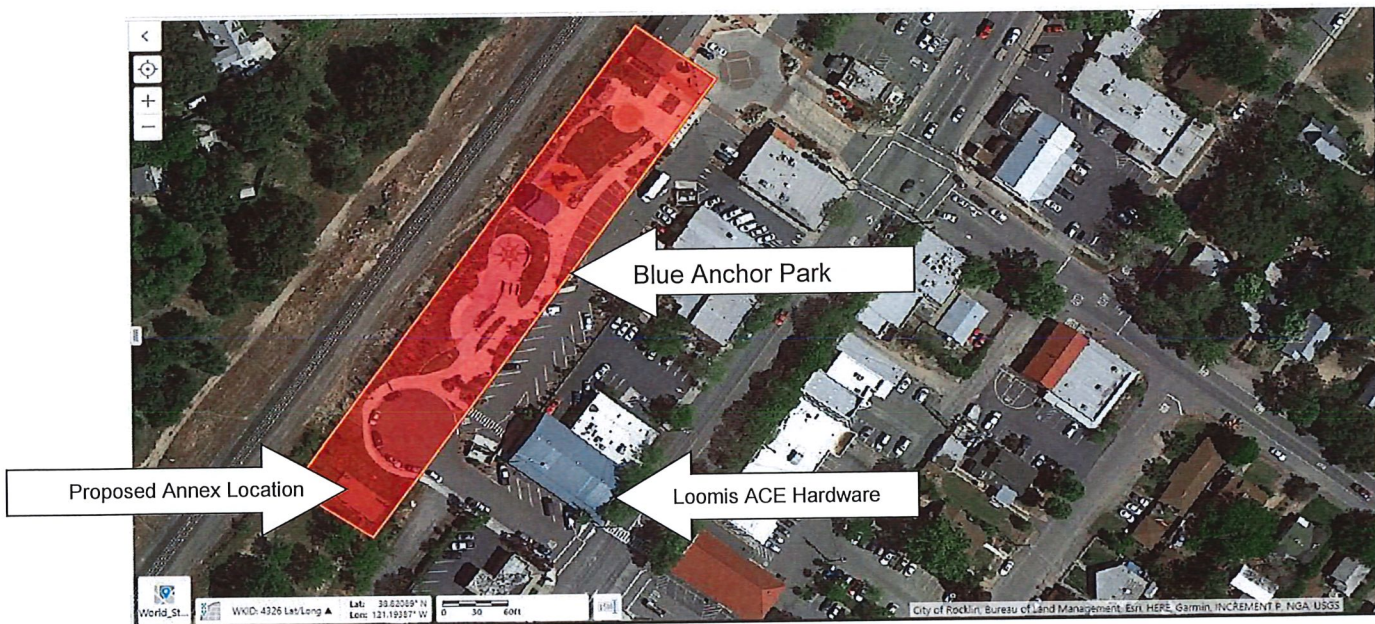 Blue Anchor Park
Proposed Annex Location
Loomis ACE Hardware
World_St...
WKID: 4326 Lat/Long ▲
Lat: 38.82089° N
Lon: 121.19387° W
0 30 60ft
City of Rocklin, Bureau of Land Management, Esri, HERE, Garmin, INCREMENT P, NGA, USGS